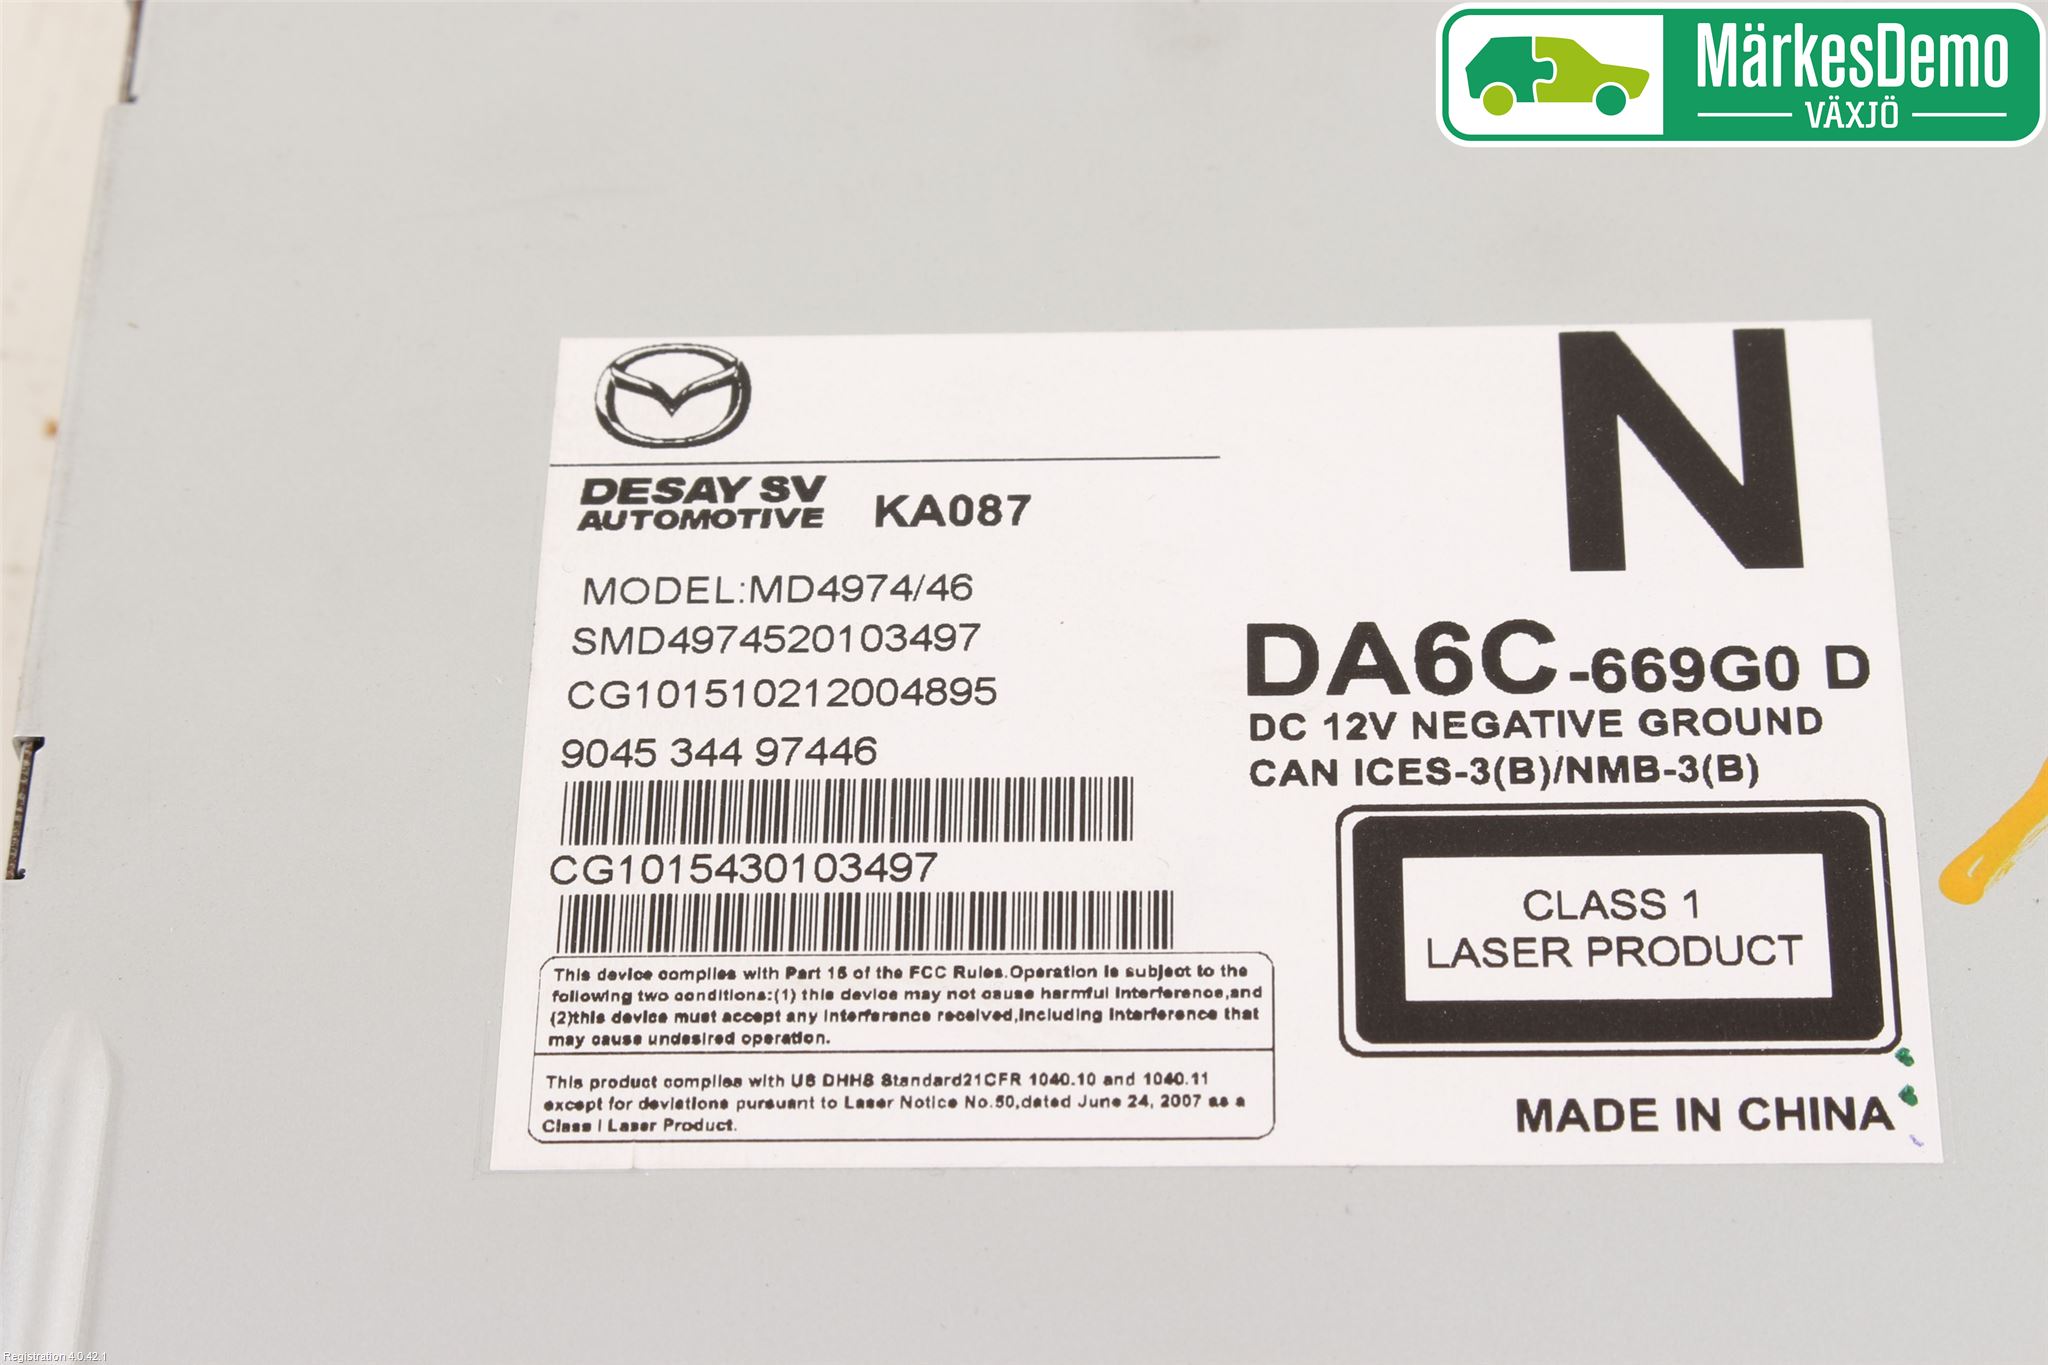 MärkesDemo
VÄXJÖ
N
DESAY SV
AUTOMOTIVE
KA087
MODEL:MD4974/46
SMD4974520103497
CG101510212004895
9045 344 97446
CG1015430103497
DA6C-669G0 D
DC 12V NEGATIVE GROUND
CAN ICES-3(B)/NMB-3(B)
CLASS 1
LASER PRODUCT
This device complies with Part 15 of the FCC Rules.Operation is subject to the
following two conditions:(1) this device may not cause harmful interference,and
(2)this device must accept any interference received,including interference that
may cause undesired operation.
This product complies with US DHHS Standard21CFR 1040.10 and 1040.11
except for deviations pursuant to Laser Notice No.50,dated June 24, 2007 as a
Class I Laser Product.
MADE IN CHINA
Registration 4.0.42.1